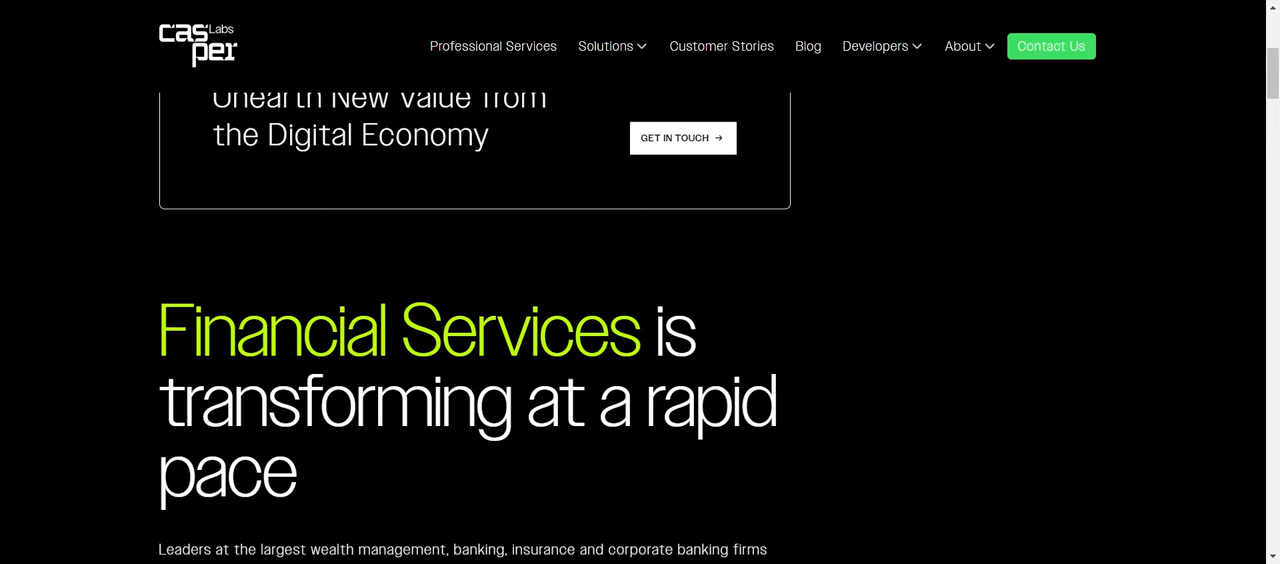 Casper Labs
Professional Services
Solutions
Customer Stories
Blog
Developers
About
Contact Us
Unearth New Value from
the Digital Economy
GET IN TOUCH →
Financial Services is
transforming at a rapid
pace
Leaders at the largest wealth management, banking, insurance and corporate banking firms